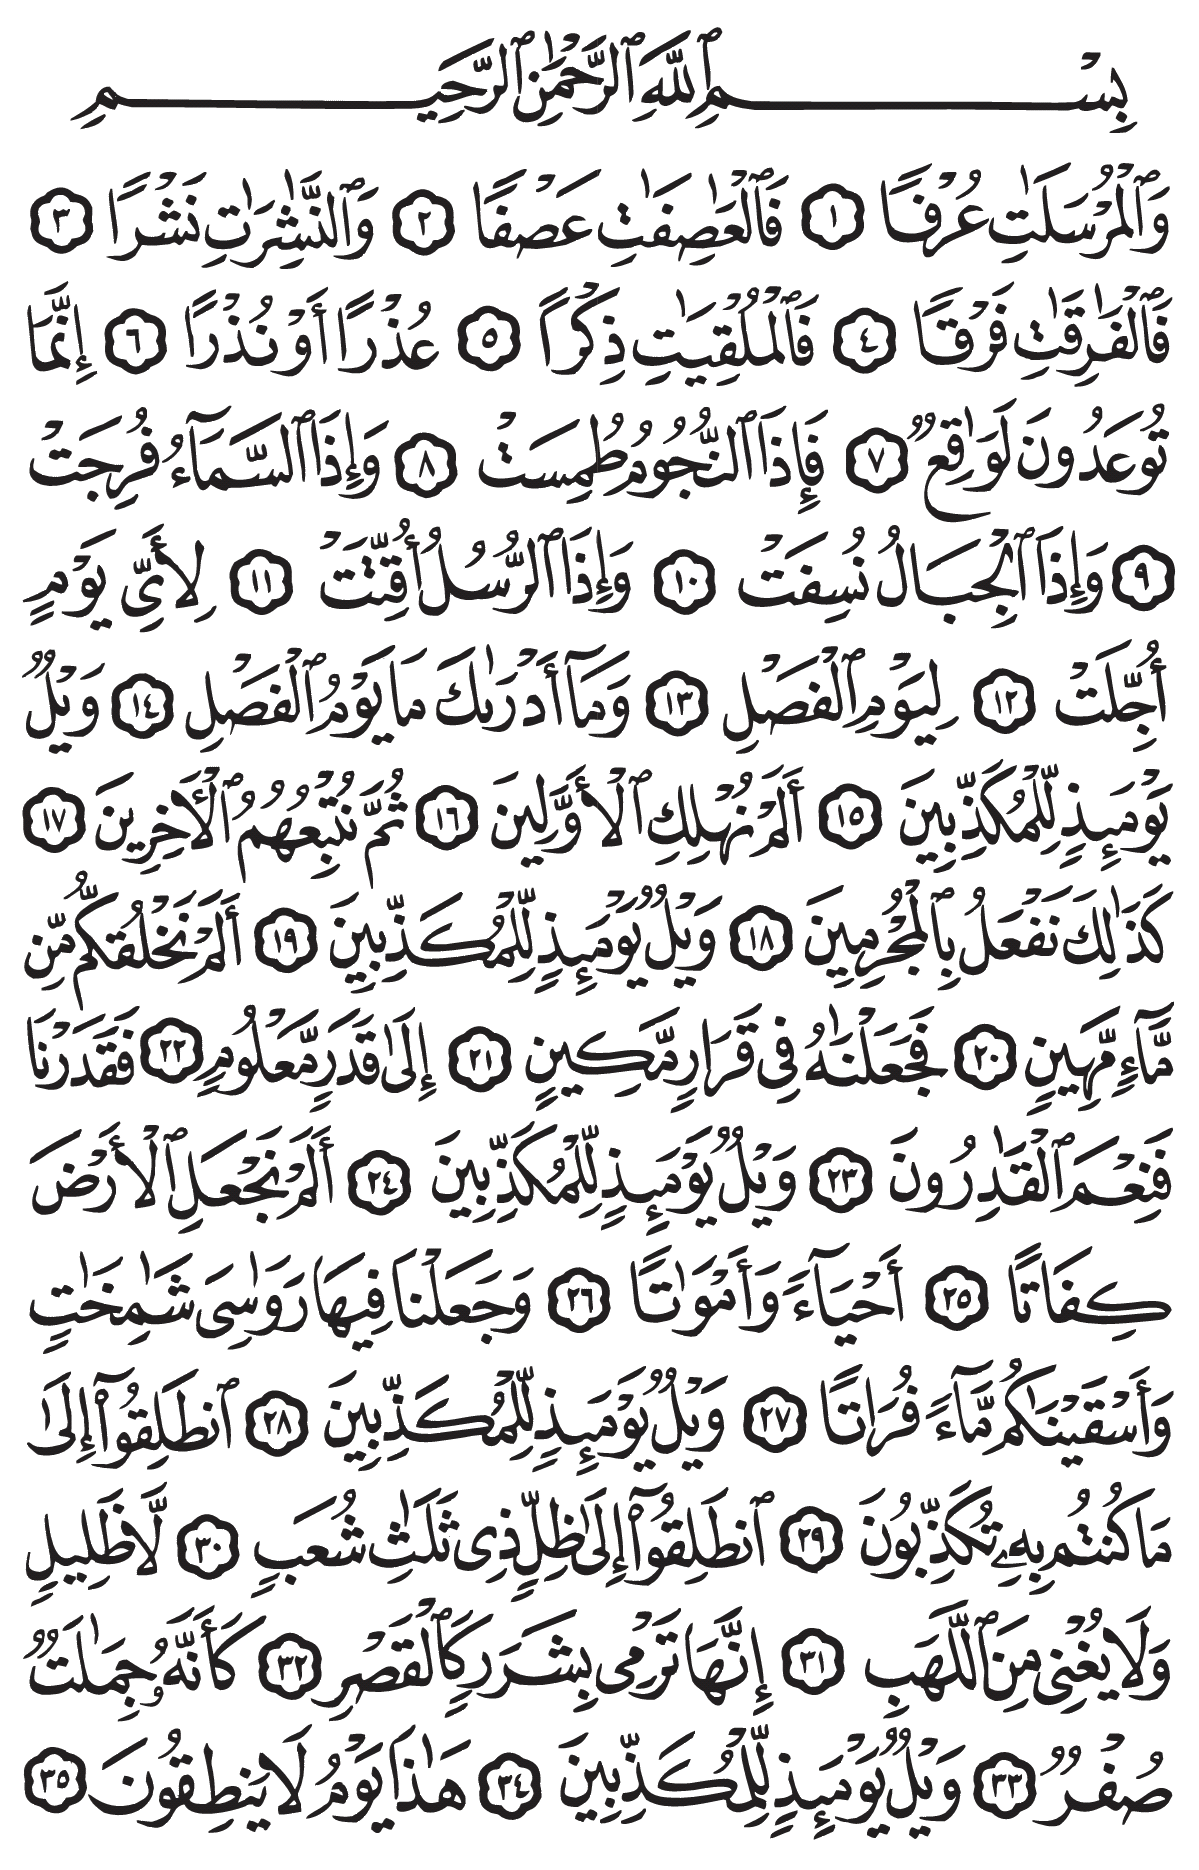 بِسْمِ ٱللَّهِ ٱلرَّحْمَٰنِ ٱلرَّحِيمِ
وَٱلْمُرْسَلَٰتِ عُرْفًا ١ فَٱلْعَٰصِفَٰتِ عَصْفًا ٢ وَٱلنَّٰشِرَٰتِ نَشْرًا ٣
فَٱلْفَٰرِقَٰتِ فَرْقًا ٤ فَٱلْمُلْقِيَٰتِ ذِكْرًا ٥ عُذْرًا أَوْ نُذْرًا ٦ إِنَّمَا
تُوعَدُونَ لَوَٰقِعٌ ٧ فَإِذَا ٱلنُّجُومُ طُمِسَتْ ٨ وَإِذَا ٱلسَّمَآءُ فُرِجَتْ
٩ وَإِذَا ٱلْجِبَالُ نُسِفَتْ ١٠ وَإِذَا ٱلرُّسُلُ أُقِّتَتْ ١١ لِأَىِّ يَوْمٍ
أُجِّلَتْ ١٢ لِيَوْمِ ٱلْفَصْلِ ١٣ وَمَآ أَدْرَىٰكَ مَا يَوْمُ ٱلْفَصْلِ ١٤ وَيْلٌ
يَوْمَئِذٍ لِّلْمُكَذِّبِينَ ١٥ أَلَمْ نُهْلِكِ ٱلْأَوَّلِينَ ١٦ ثُمَّ نُتْبِعُهُمُ ٱلْءَاخِرِينَ ١٧
كَذَٰلِكَ نَفْعَلُ بِٱلْمُجْرِمِينَ ١٨ وَيْلٌ يَوْمَئِذٍ لِّلْمُكَذِّبِينَ ١٩ أَلَمْ نَخْلُقكُّم مِّن
مَّآءٍ مَّهِينٍ ٢٠ فَجَعَلْنَٰهُ فِى قَرَارٍ مَّكِينٍ ٢١ إِلَىٰ قَدَرٍ مَّعْلُومٍ ٢٢ فَقَدَرْنَا
فَنِعْمَ ٱلْقَٰدِرُونَ ٢٣ وَيْلٌ يَوْمَئِذٍ لِّلْمُكَذِّبِينَ ٢٤ أَلَمْ نَجْعَلِ ٱلْأَرْضَ
كِفَاتًا ٢٥ أَحْيَآءً وَأَمْوَٰتًا ٢٦ وَجَعَلْنَا فِيهَا رَوَٰسِىَ شَٰمِخَٰتٍ
وَأَسْقَيْنَٰكُم مَّآءً فُرَاتًا ٢٧ وَيْلٌ يَوْمَئِذٍ لِّلْمُكَذِّبِينَ ٢٨ ٱنطَلِقُوٓا۟ إِلَىٰ
مَا كُنتُم بِهِۦ تُكَذِّبُونَ ٢٩ ٱنطَلِقُوٓا۟ إِلَىٰ ظِلٍّ ذِى ثَلَٰثِ شُعَبٍ ٣٠ لَّا ظَلِيلٍ
وَلَا يُغْنِى مِنَ ٱللَّهَبِ ٣١ إِنَّهَا تَرْمِى بِشَرَرٍ كَٱلْقَصْرِ ٣٢ كَأَنَّهُۥ جِمَٰلَتٌ
صُفْرٌ ٣٣ وَيْلٌ يَوْمَئِذٍ لِّلْمُكَذِّبِينَ ٣٤ هَٰذَا يَوْمُ لَا يَنطِقُونَ ٣٥